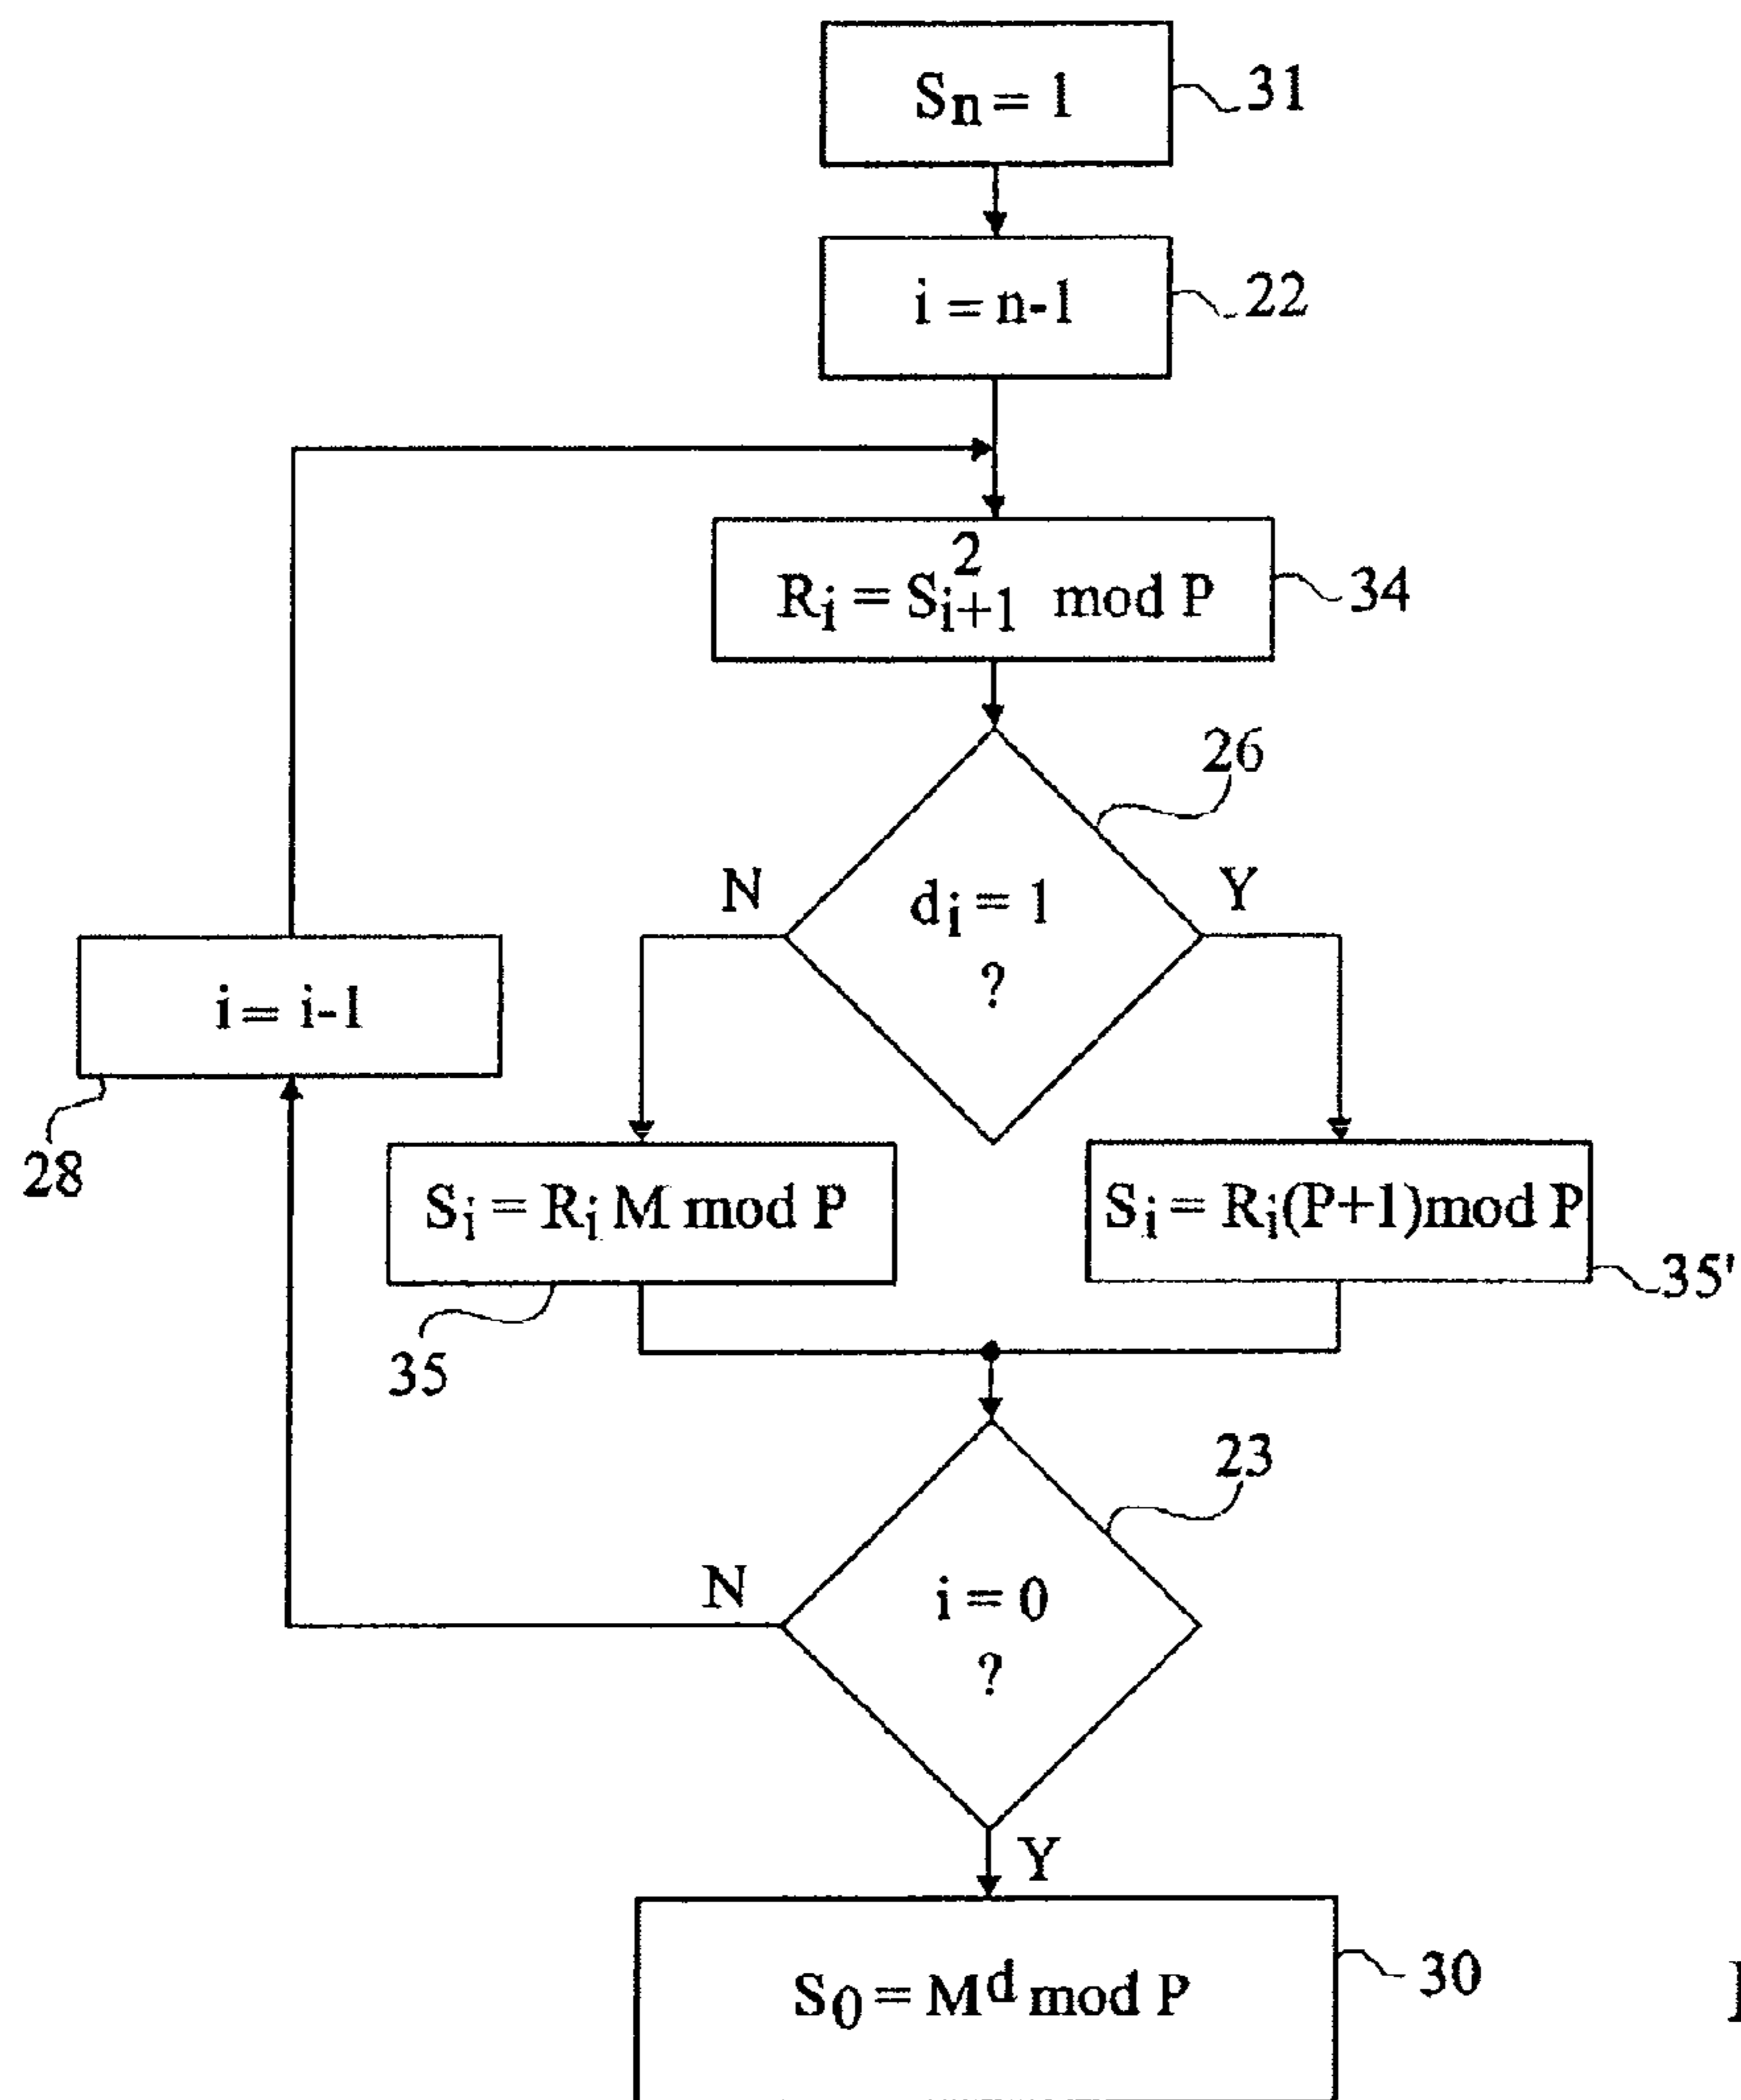 Sn = 1
31
i = n-1
22
Ri = S²i+1 mod P
34
26
N
di = 1
?
Y
i = i-1
28
Si = Ri M mod P
35
Si = Ri(P+1)mod P
35'
23
N
i = 0
?
Y
S0 = Md mod P
30